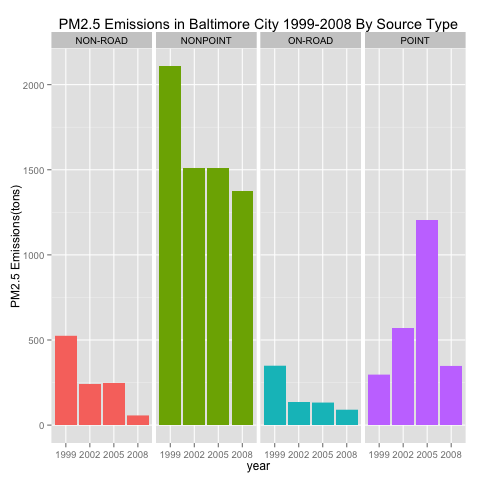 PM2.5 Emissions in Baltimore City 1999-2008 By Source Type
NON-ROAD NONPOINT ON-ROAD POINT
2000
1500
1000
500
0
PM2.5 Emissions(tons)
1999 2002 2005 2008 1999 2002 2005 2008 1999 2002 2005 2008 1999 2002 2005 2008
year